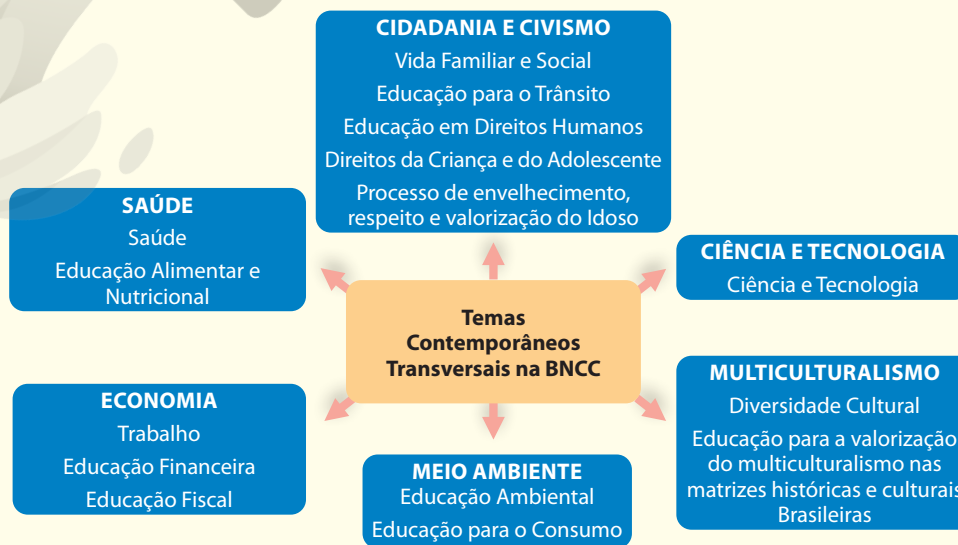 CIDADANIA E CIVISMO
Vida Familiar e Social
Educação para o Trânsito
Educação em Direitos Humanos
Direitos da Criança e do Adolescente
Processo de envelhecimento,
respeito e valorização do Idoso
SAÚDE
Saúde
Educação Alimentar e
Nutricional
CIÊNCIA E TECNOLOGIA
Ciência e Tecnologia
Temas
Contemporâneos
Transversais na BNCC
ECONOMIA
Trabalho
Educação Financeira
Educação Fiscal
MEIO AMBIENTE
Educação Ambiental
Educação para o Consumo
MULTICULTURALISMO
Diversidade Cultural
Educação para a valorização
do multiculturalismo nas
matrizes históricas e culturais
Brasileiras